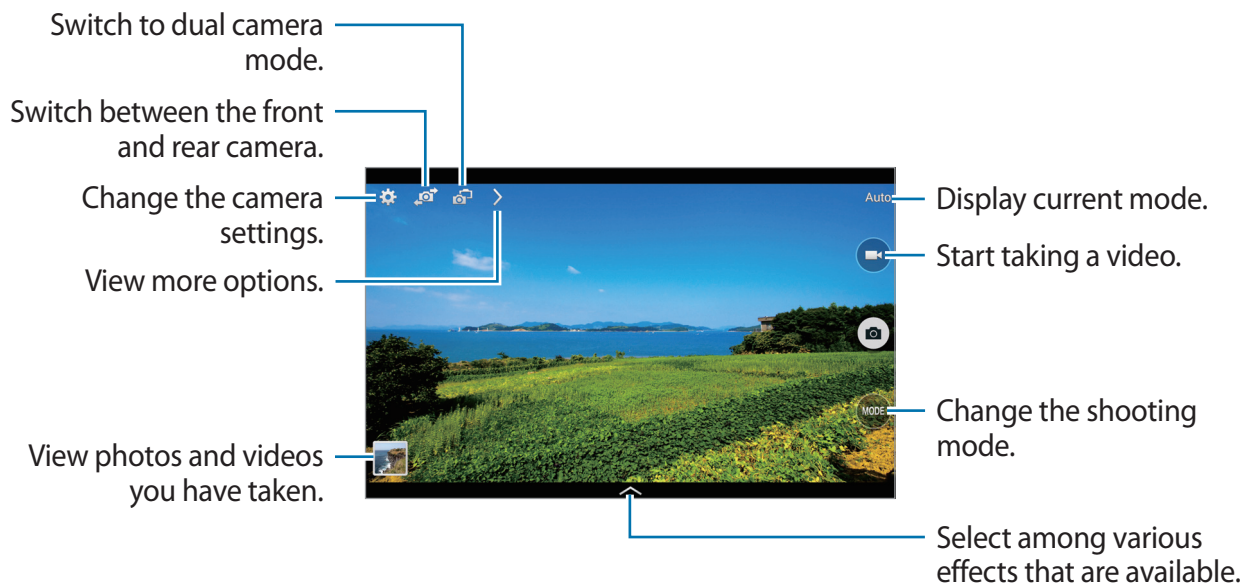 Switch to dual camera
mode.
Switch between the front
and rear camera.
Change the camera
settings.
View more options.
View photos and videos
you have taken.
Auto
Display current mode.
Start taking a video.
MODE
Change the shooting
mode.
Select among various
effects that are available.